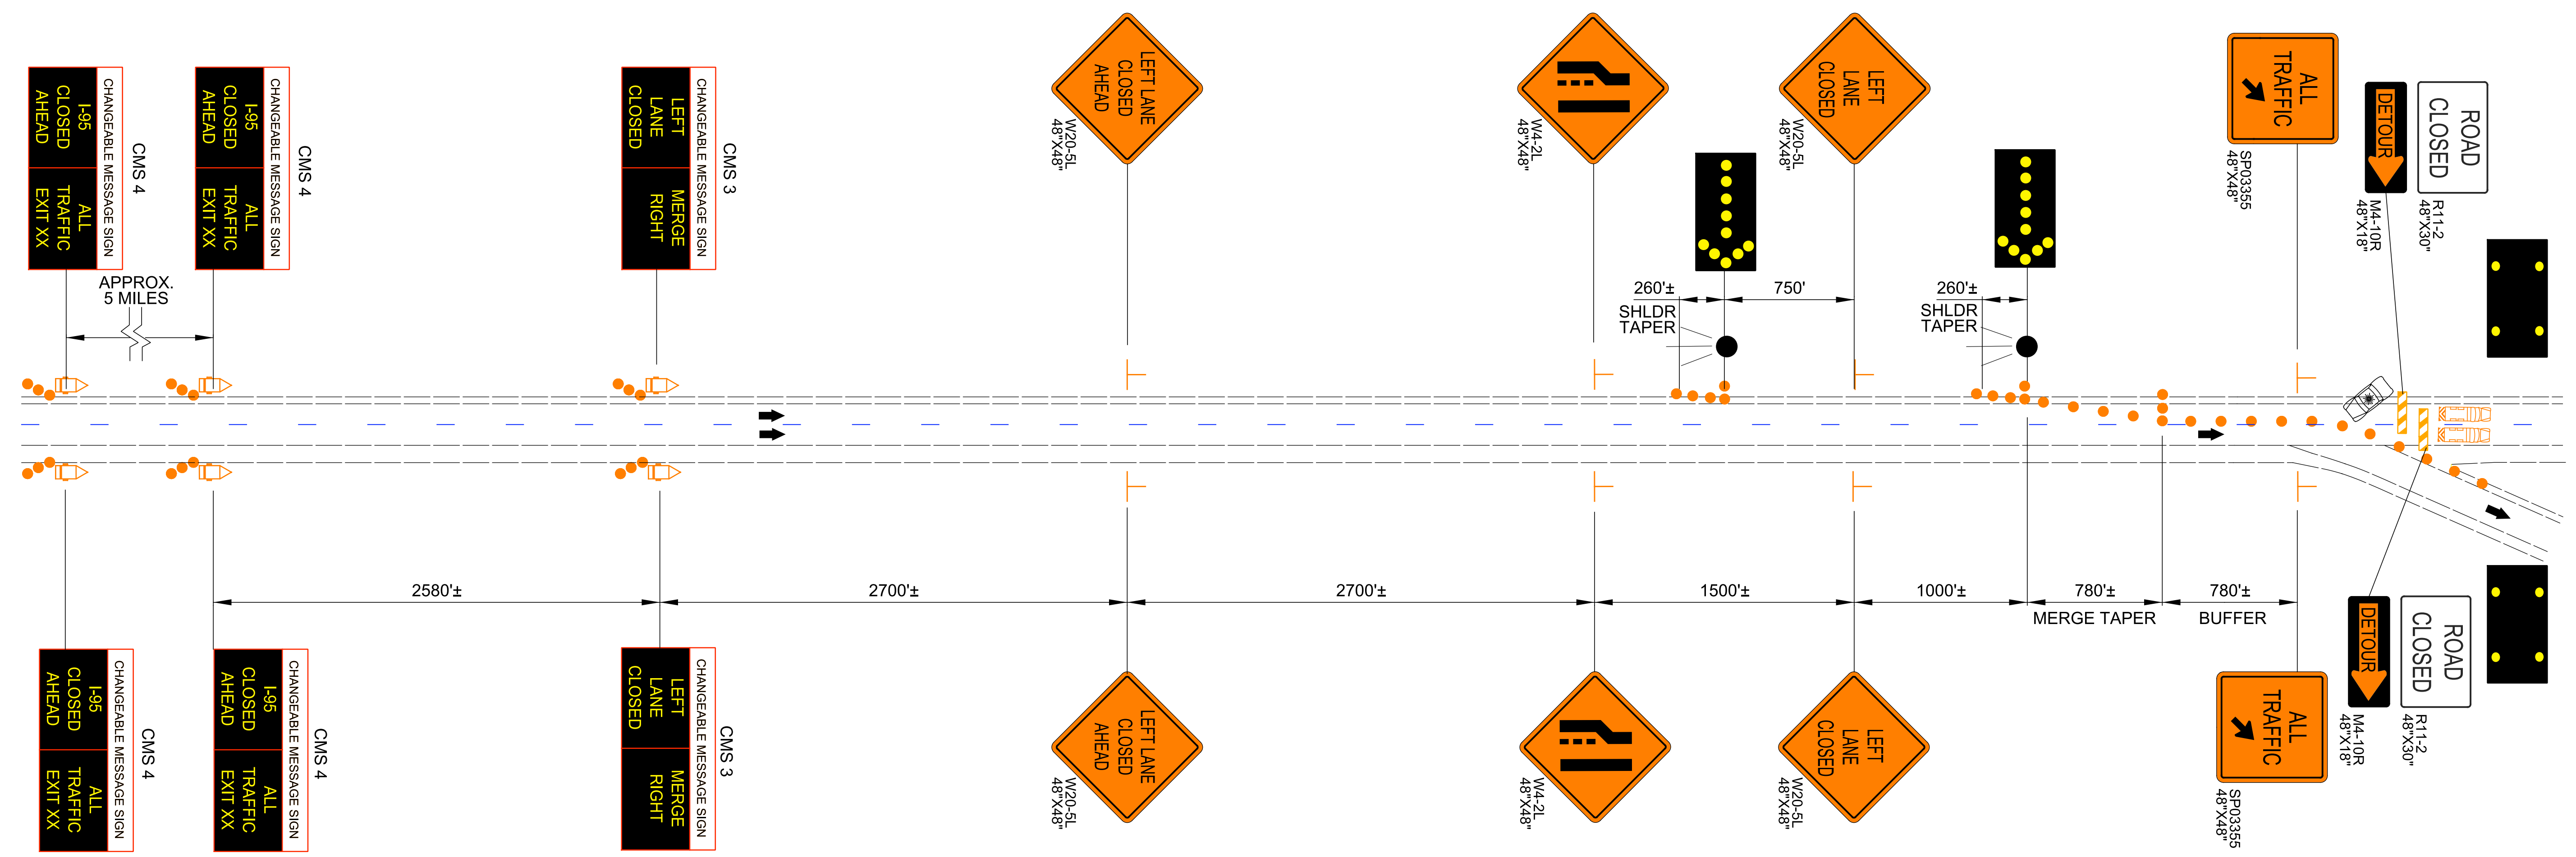 CHANGEABLE MESSAGE SIGN
I-95
CLOSED
AHEAD
ALL
TRAFFIC
EXIT XX
CMS 4
CHANGEABLE MESSAGE SIGN
I-95
CLOSED
AHEAD
ALL
TRAFFIC
EXIT XX
CMS 4
APPROX.
5 MILES
CHANGEABLE MESSAGE SIGN
LEFT
LANE
CLOSED
MERGE
RIGHT
CMS 3
LEFT LANE
CLOSED
AHEAD
W20-5L
48"X48"
W4-2L
48"X48"
LEFT
LANE
CLOSED
W20-5L
48"X48"
260'±
SHLDR
TAPER
750'
260'±
SHLDR
TAPER
ALL
TRAFFIC
SP03355
48"X48"
ROAD
CLOSED
R11-2
48"X30"
DETOUR
M4-10R
48"X18"
2580'±
2700'±
2700'±
1500'±
1000'±
780'±
MERGE TAPER
780'±
BUFFER
CHANGEABLE MESSAGE SIGN
I-95
CLOSED
AHEAD
ALL
TRAFFIC
EXIT XX
CMS 4
CHANGEABLE MESSAGE SIGN
I-95
CLOSED
AHEAD
ALL
TRAFFIC
EXIT XX
CMS 4
CHANGEABLE MESSAGE SIGN
LEFT
LANE
CLOSED
MERGE
RIGHT
CMS 3
LEFT LANE
CLOSED
AHEAD
W20-5L
48"X48"
W4-2L
48"X48"
LEFT
LANE
CLOSED
W20-5L
48"X48"
ALL
TRAFFIC
SP03355
48"X48"
ROAD
CLOSED
R11-2
48"X30"
DETOUR
M4-10R
48"X18"